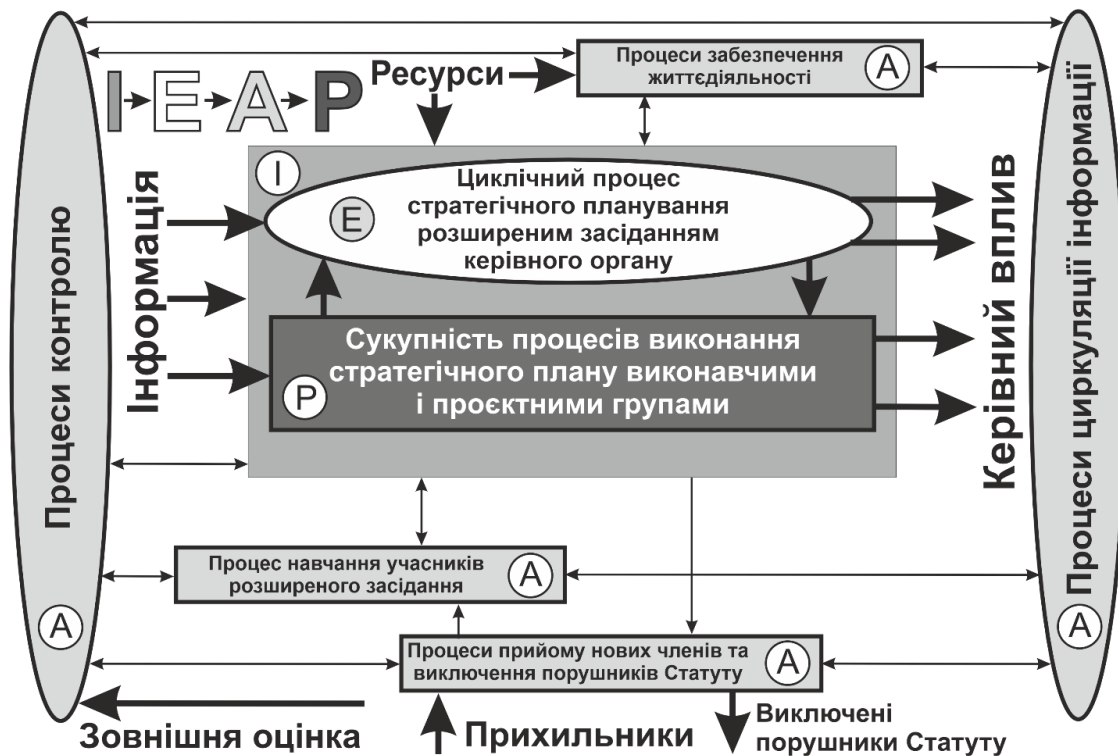 Процеси контролю
А
I E A P
Інформація
Ресурси
Процеси забезпечення
життєдіяльності
А
I
E
Циклічний процес
стратегічного планування
розширеним засіданням
керівного органу
Сукупність процесів виконання
стратегічного плану виконавчими
і проєктними групами
P
Керівний вплив
Процеси циркуляції інформації
А
Процес навчання учасників
розширеного засідання
А
Процеси прийому нових членів та
виключення порушників Статуту
А
Зовнішня оцінка
Прихильники
Виключені
порушники Статуту